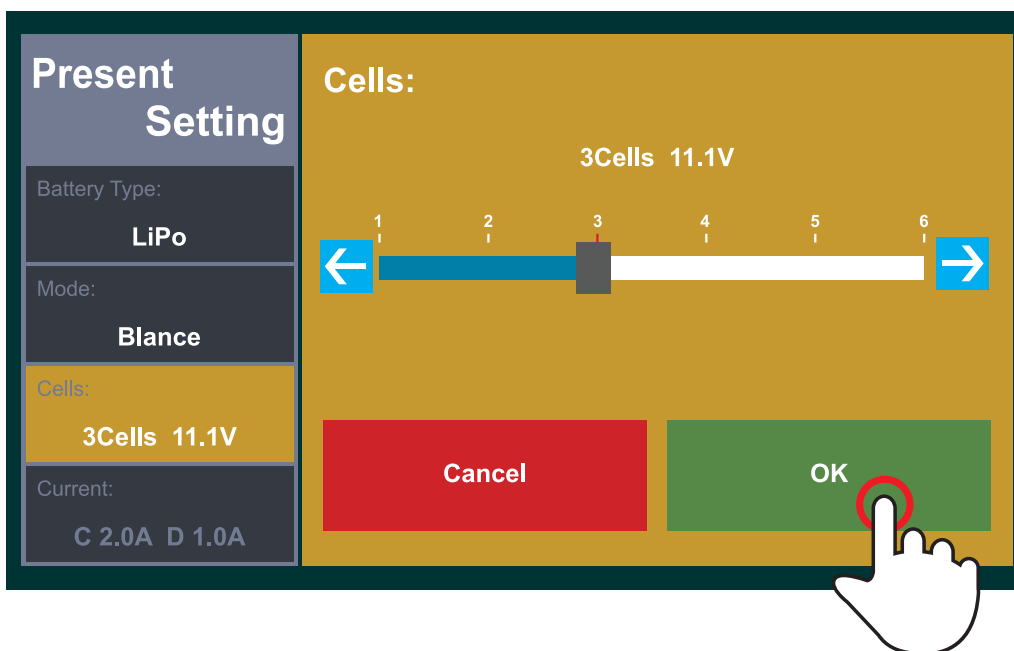 Present
Setting
Battery Type:
LiPo
Mode:
Blance
Cells:
3Cells 11.1V
Current:
C 2.0A D 1.0A
Cells:
3Cells 11.1V
1 2 3 4 5 6
Cancel
OK